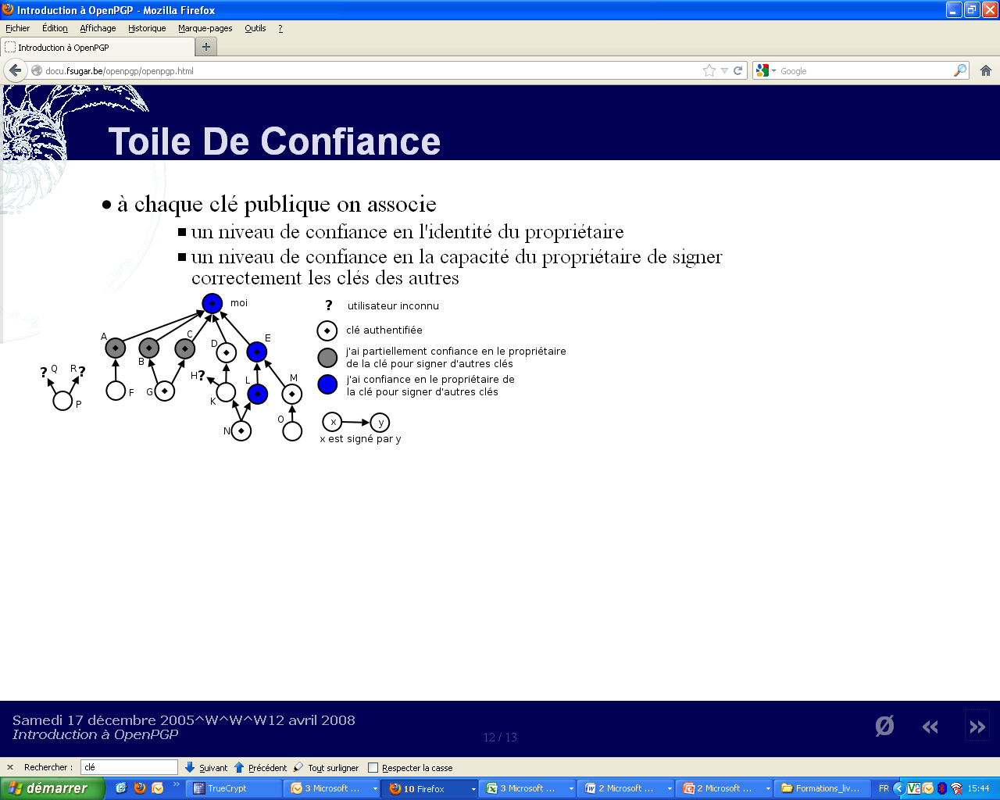 Introduction à OpenPGP - Mozilla Firefox
Fichier Édition Affichage Historique Marque-pages Outils ?
Introduction à OpenPGP +
docu.fsugar.be/openpgp/openpgp.html Google
Toile De Confiance
• à chaque clé publique on associe
▪ un niveau de confiance en l'identité du propriétaire
▪ un niveau de confiance en la capacité du propriétaire de signer
correctement les clés des autres
moi
? utilisateur inconnu
clé authentifiée
j'ai partiellement confiance en le propriétaire
de la clé pour signer d'autres clés
j'ai confiance en le propriétaire de
la clé pour signer d'autres clés
x y
x est signé par y
A B C D E
? Q R ? P F G H ? K L M
N O
Samedi 17 décembre 2005^W^W^W12 avril 2008
Introduction à OpenPGP
12 / 13
Ø « »
× Rechercher : clé Suivant Précédent Tout surligner Respecter la casse
démarrer » TrueCrypt 3 Microsoft ... 10 Firefox 3 Microsoft ... 2 Microsoft ... 2 Microsoft ... Formations_liv... FR 15:44